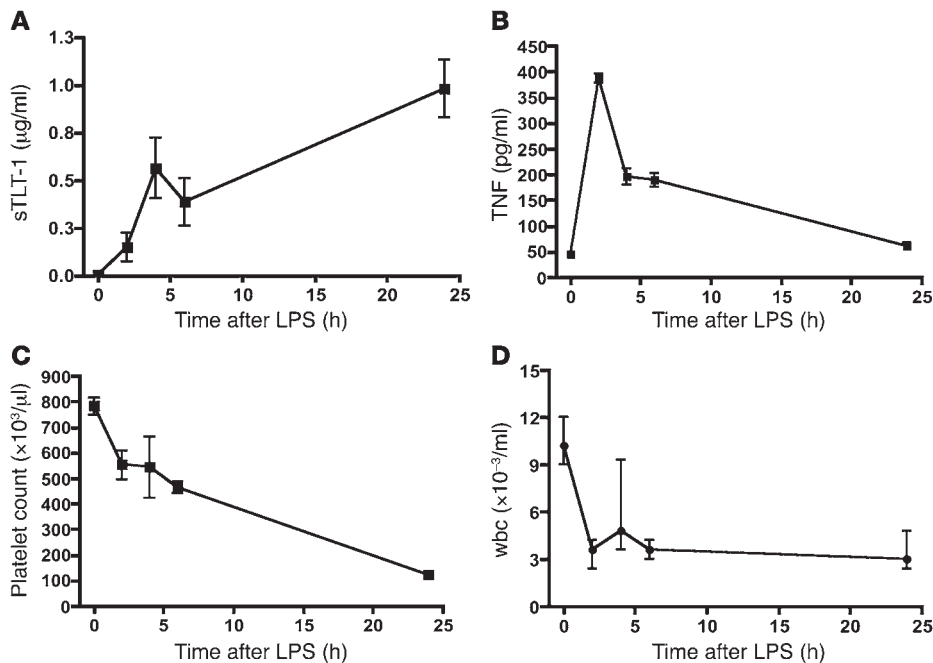 A
sTLT-1 (μg/ml)
1.3
1.0
0.8
0.5
0.3
0.0
0 5 10 15 20 25
Time after LPS (h)
B
TNF (pg/ml)
450
400
350
300
250
200
150
100
50
0
0 5 10 15 20 25
Time after LPS (h)
C
Platelet count (×10³/μl)
900
800
700
600
500
400
300
200
100
0
0 5 10 15 20 25
Time after LPS (h)
D
wbc (×10⁻³/ml)
15
12
9
6
3
0
0 5 10 15 20 25
Time after LPS (h)